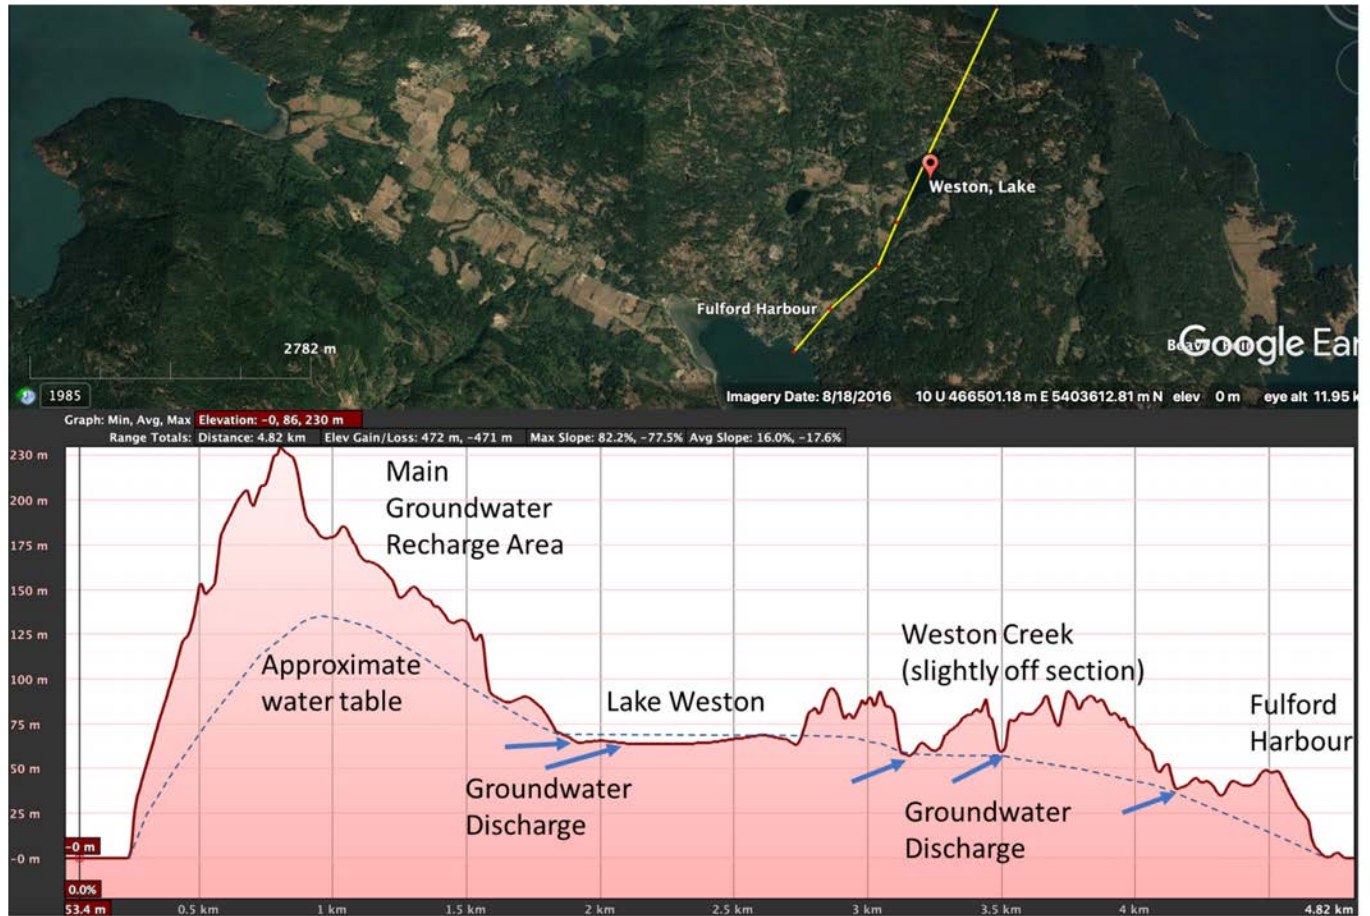 Weston, Lake
Fulford Harbour
2782 m
Google Ear
1985
Imagery Date: 8/18/2016 10 U 466501.18 m E 5403612.81 m N elev 0 m eye alt 11.95 k
Graph: Min, Avg, Max Elevation: -0, 86, 230 m
Range Totals: Distance: 4.82 km Elev Gain/Loss: 472 m, -471 m Max Slope: 82.2%, -77.5% Avg Slope: 16.0%, -17.6%
230 m
200 m
175 m
150 m
125 m
100 m
75 m
50 m
25 m
-0 m
Main
Groundwater
Recharge Area
Approximate
water table
Lake Weston
Groundwater
Discharge
Weston Creek
(slightly off section)
Groundwater
Discharge
Fulford
Harbour
-0 m
0.0%
53.4 m 0.5 km 1 km 1.5 km 2 km 2.5 km 3 km 3.5 km 4 km 4.82 km